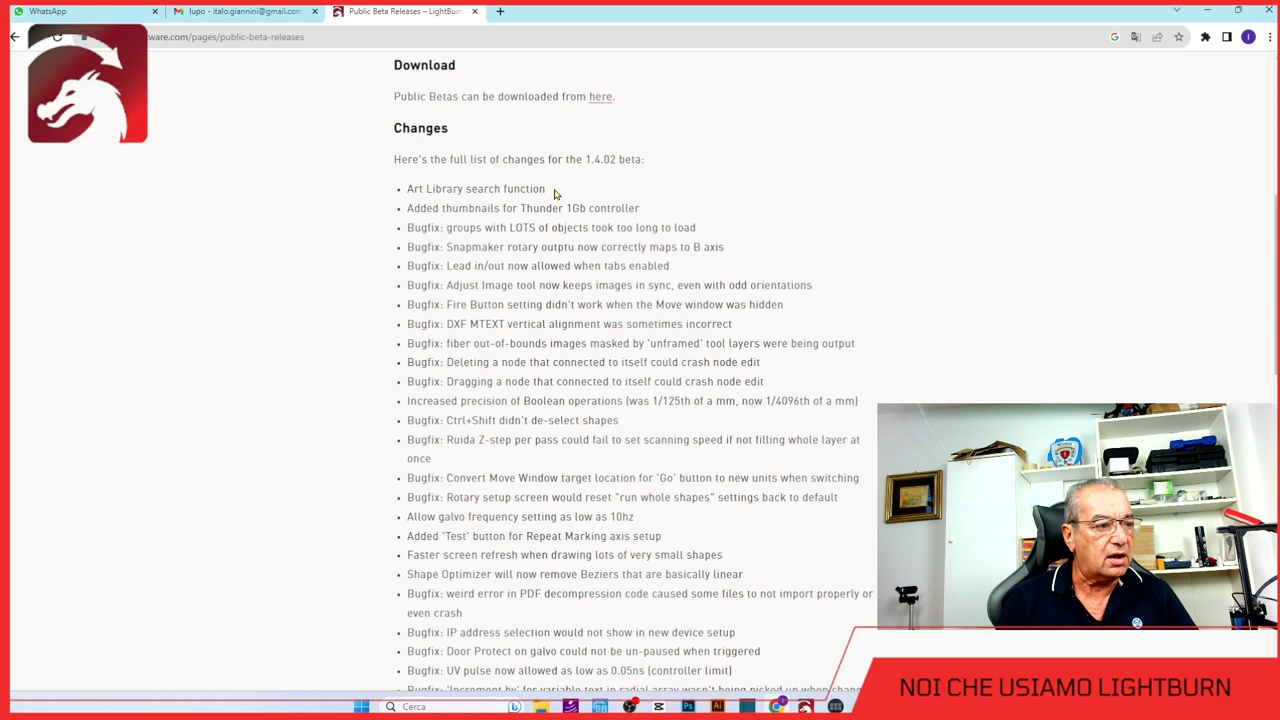 WhatsApp
lupo - italo.giannini@gmail.com
Public Beta Releases – LightBurn
ware.com/pages/public-beta-releases
Download
Public Betas can be downloaded from here.
Changes
Here's the full list of changes for the 1.4.02 beta:
• Art Library search function
• Added thumbnails for Thunder 1Gb controller
• Bugfix: groups with LOTS of objects took too long to load
• Bugfix: Snapmaker rotary outptu now correctly maps to B axis
• Bugfix: Lead in/out now allowed when tabs enabled
• Bugfix: Adjust Image tool now keeps images in sync, even with odd orientations
• Bugfix: Fire Button setting didn't work when the Move window was hidden
• Bugfix: DXF MTEXT vertical alignment was sometimes incorrect
• Bugfix: fiber out-of-bounds images masked by 'unframed' tool layers were being output
• Bugfix: Deleting a node that connected to itself could crash node edit
• Bugfix: Dragging a node that connected to itself could crash node edit
• Increased precision of Boolean operations (was 1/125th of a mm, now 1/4096th of a mm)
• Bugfix: Ctrl+Shift didn't de-select shapes
• Bugfix: Ruida Z-step per pass could fail to set scanning speed if not filling whole layer at
once
• Bugfix: Convert Move Window target location for 'Go' button to new units when switching
• Bugfix: Rotary setup screen would reset "run whole shapes" settings back to default
• Allow galvo frequency setting as low as 10hz
• Added 'Test' button for Repeat Marking axis setup
• Faster screen refresh when drawing lots of very small shapes
• Shape Optimizer will now remove Beziers that are basically linear
• Bugfix: weird error in PDF decompression code caused some files to not import properly or
even crash
• Bugfix: IP address selection would not show in new device setup
• Bugfix: Door Protect on galvo could not be un-paused when triggered
• Bugfix: UV pulse now allowed as low as 0.05ns (controller limit)
• Bugfix: 'Increment by' for variable text in radial array wasn't being picked up when
NOI CHE USIAMO LIGHTBURN
Cerca